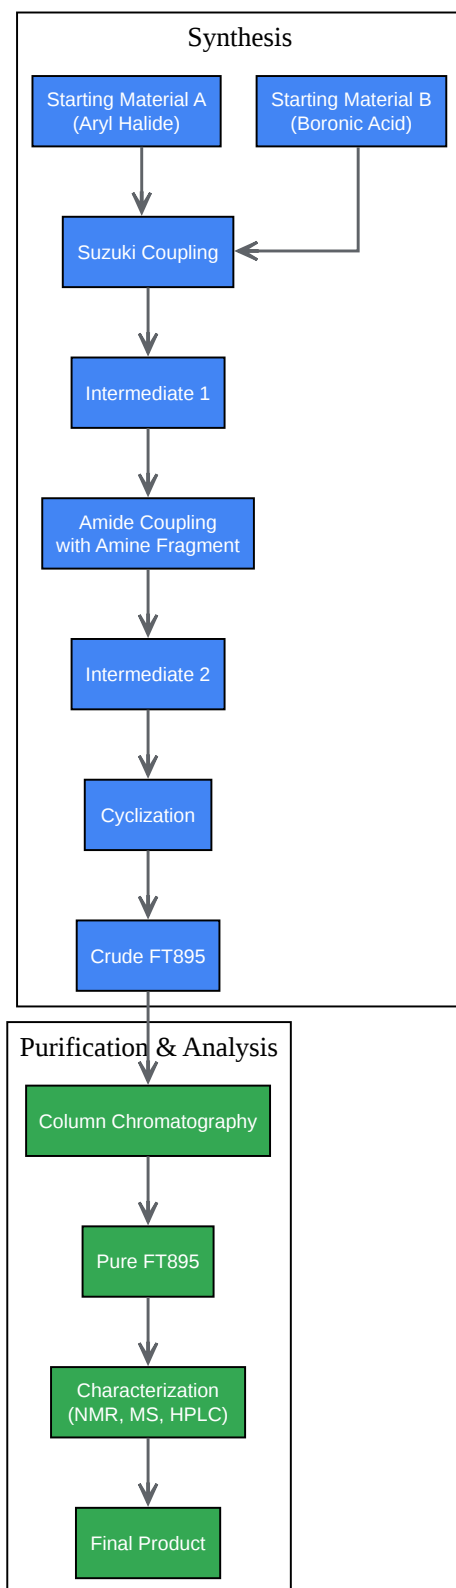 Synthesis
Starting Material A
(Aryl Halide)
Starting Material B
(Boronic Acid)
Suzuki Coupling
Intermediate 1
Amide Coupling
with Amine Fragment
Intermediate 2
Cyclization
Crude FT895
Purification & Analysis
Column Chromatography
Pure FT895
Characterization
(NMR, MS, HPLC)
Final Product